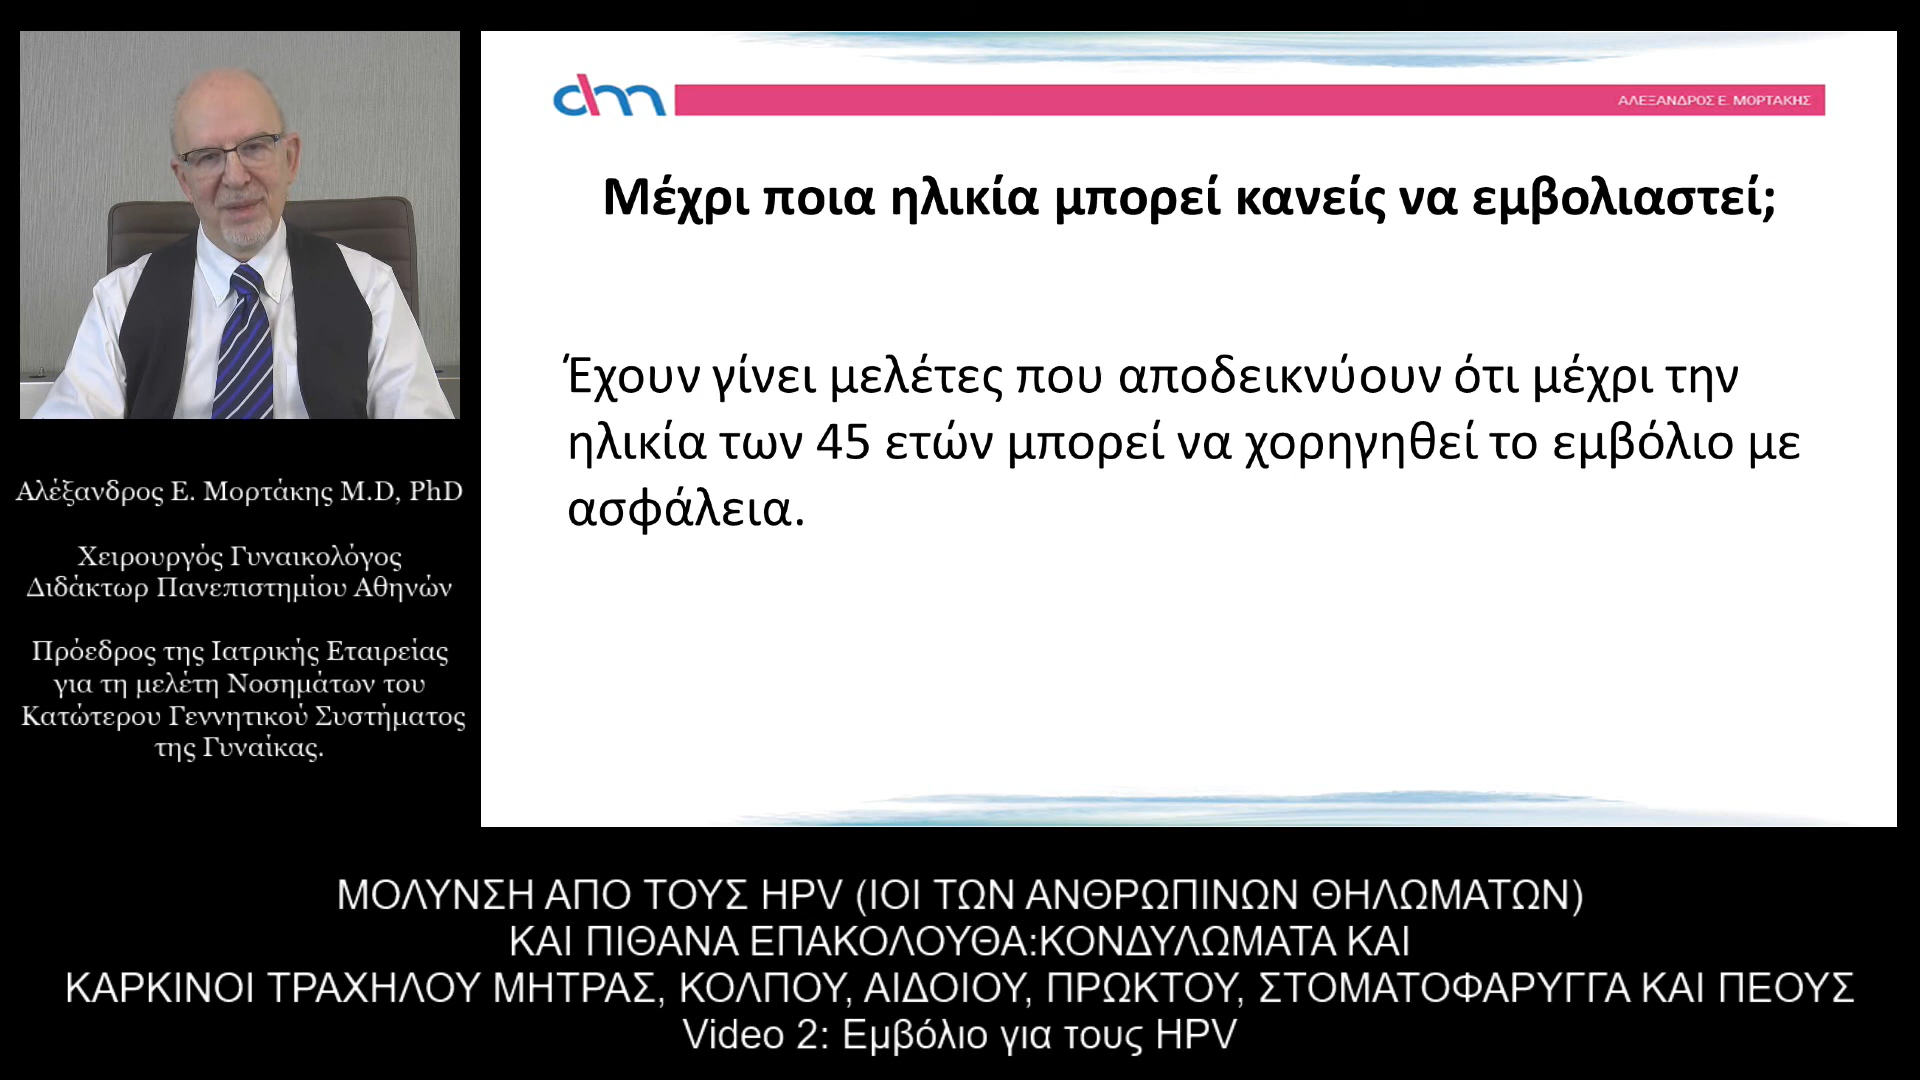 dm
ΑΛΕΞΑΝΔΡΟΣ Ε. ΜΟΡΤΑΚΗΣ
Μέχρι ποια ηλικία μπορεί κανείς να εμβολιαστεί;
Έχουν γίνει μελέτες που αποδεικνύουν ότι μέχρι την
ηλικία των 45 ετών μπορεί να χορηγηθεί το εμβόλιο με
ασφάλεια.
Αλέξανδρος Ε. Μορτάκης M.D, PhD
Χειρουργός Γυναικολόγος
Διδάκτωρ Πανεπιστημίου Αθηνών
Πρόεδρος της Ιατρικής Εταιρείας
για τη μελέτη Νοσημάτων του
Κατώτερου Γεννητικού Συστήματος
της Γυναίκας.
ΜΟΛΥΝΣΗ ΑΠΟ ΤΟΥΣ HPV (ΙΟΙ ΤΩΝ ΑΝΘΡΩΠΙΝΩΝ ΘΗΛΩΜΑΤΩΝ)
ΚΑΙ ΠΙΘΑΝΑ ΕΠΑΚΟΛΟΥΘΑ:ΚΟΝΔΥΛΩΜΑΤΑ ΚΑΙ
ΚΑΡΚΙΝΟΙ ΤΡΑΧΗΛΟΥ ΜΗΤΡΑΣ, ΚΟΛΠΟΥ, ΑΙΔΟΙΟΥ, ΠΡΩΚΤΟΥ, ΣΤΟΜΑΤΟΦΑΡΥΓΓΑ ΚΑΙ ΠΕΟΥΣ
Video 2: Εμβόλιο για τους HPV